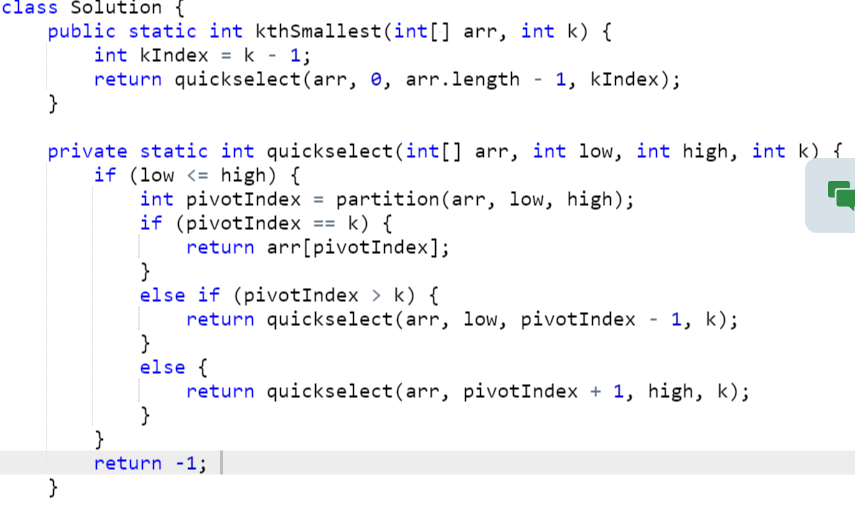 class Solution {
    public static int kthSmallest(int[] arr, int k) {
        int kIndex = k - 1;
        return quickselect(arr, 0, arr.length - 1, kIndex);
    }

    private static int quickselect(int[] arr, int low, int high, int k) {
        if (low <= high) {
            int pivotIndex = partition(arr, low, high);
            if (pivotIndex == k) {
                return arr[pivotIndex];
            }
            else if (pivotIndex > k) {
                return quickselect(arr, low, pivotIndex - 1, k);
            }
            else {
                return quickselect(arr, pivotIndex + 1, high, k);
            }
        }
        return -1;
    }